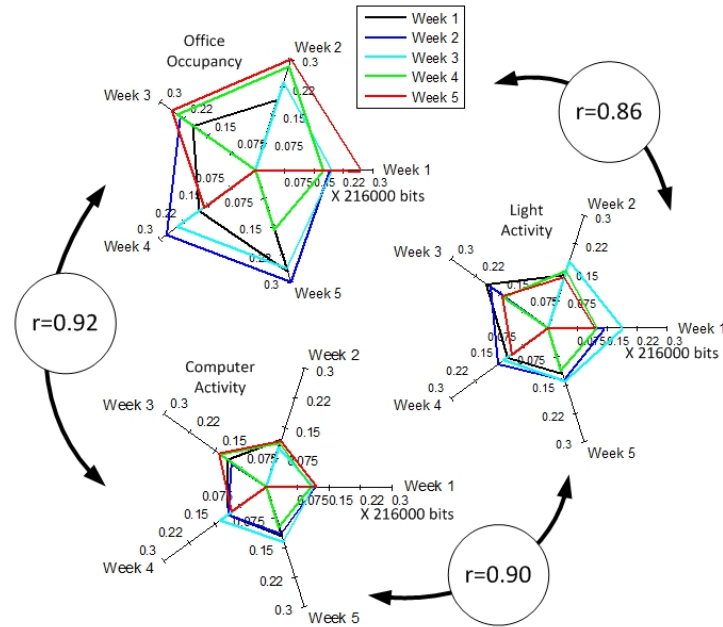 Office
Occupancy
Week 2
0.3
0.22
0.15
0.075
Week 3
0.3
0.22
0.15
0.075
Week 1
0.075
0.15
0.22
0.3
X 216000 bits
0.075
0.15
0.22
0.3
Week 4
0.15
0.22
0.3
Week 5
Week 1
Week 2
Week 3
Week 4
Week 5
r=0.86
Light
Activity
Week 2
0.3
0.22
0.15
0.075
Week 3
0.3
0.22
0.15
0.075
Week 1
0.075
0.15
0.22
0.3
X 216000 bits
0.075
0.15
0.22
0.3
Week 4
0.075
0.15
0.22
0.3
Week 5
r=0.92
Computer
Activity
Week 2
0.3
0.22
0.15
0.075
Week 3
0.3
0.22
0.15
0.075
Week 1
0.075
0.15
0.22
0.3
X 216000 bits
0.075
0.15
0.22
0.3
Week 4
0.075
0.15
0.22
0.3
Week 5
r=0.90